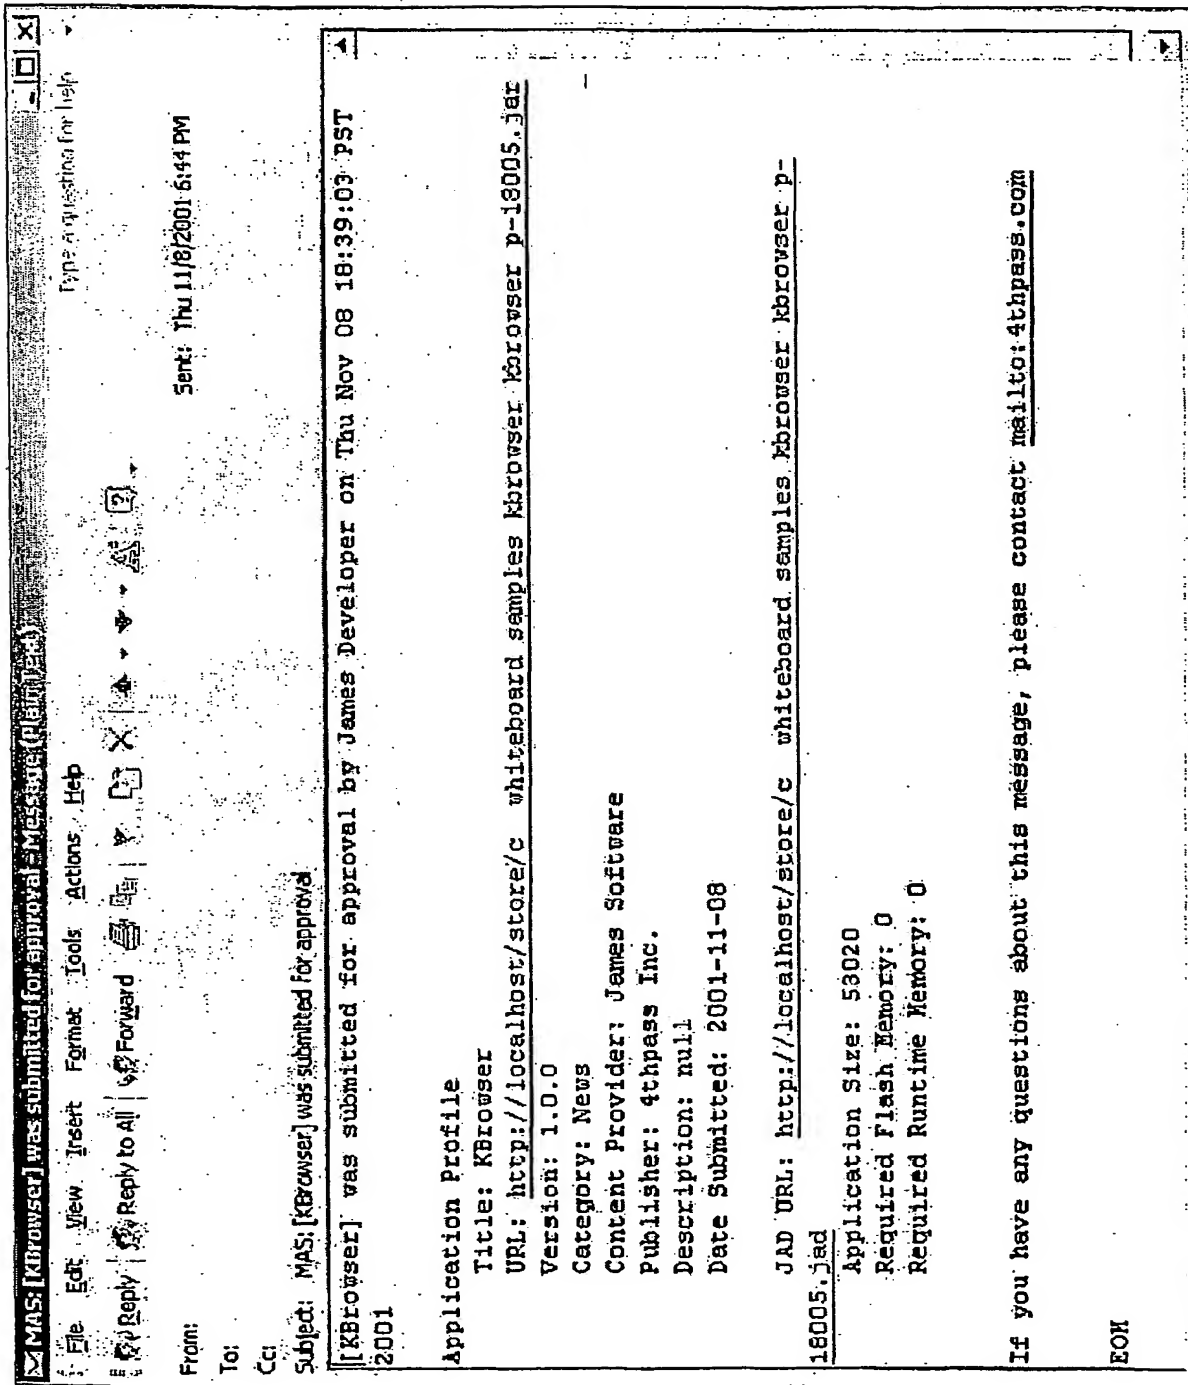 MAS: [KBrowser] was submitted for approval - Message (Plain Text)
File Edit View Insert Format Tools Actions Help Type a question for help
Reply Reply to All Forward
From: Sent: Thu 11/8/2001 6:44 PM
To:
Cc:
Subject: MAS: [KBrowser] was submitted for approval
[KBrowser] was submitted for approval by James Developer on Thu Nov 08 18:39:03 PST
2001
Application Profile
Title: KBrowser
URL: http://localhost/store/c whiteboard samples kbrowser kbrowser p-18005.jar
Version: 1.0.0
Category: News
Content Provider: James Software
Publisher: 4thpass Inc.
Description: null
Date Submitted: 2001-11-08
JAD URL: http://localhost/store/c whiteboard samples kbrowser kbrowser p-
18005.jad
Application Size: 53020
Required Flash Memory: 0
Required Runtime Memory: 0
If you have any questions about this message, please contact mailto:4thpass.com
EOM